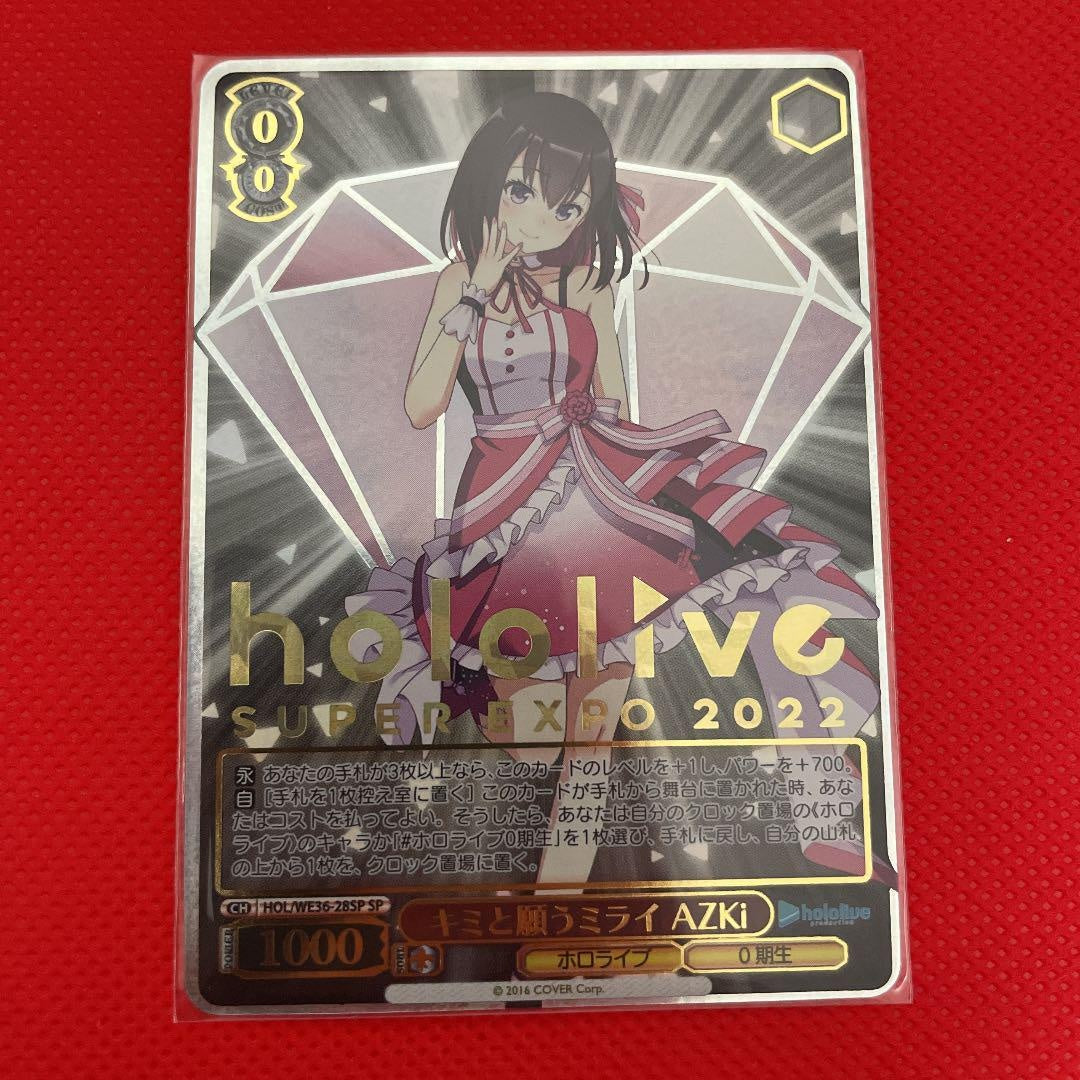 LEVEL
0
0
COST
hololive
SUPER EXPO 2022
永 あなたの手札が3枚以上なら、このカードのレベルを+1し、パワーを+700。
自 [手札を1枚控え室に置く] このカードが手札から舞台に置かれた時、あな
たはコストを払ってよい。そうしたら、あなたは自分のクロック置場の《ホロ
ライブ》のキャラか「#ホロライブ0期生」を1枚選び、手札に戻し、自分の山札
の上から1枚を、クロック置場に置く。
CH HOL/WE36-28SP SP
キミと願うミライ AZKi
hololive
production
POWER
1000
SOUL
ホロライブ
0期生
© 2016 COVER Corp.